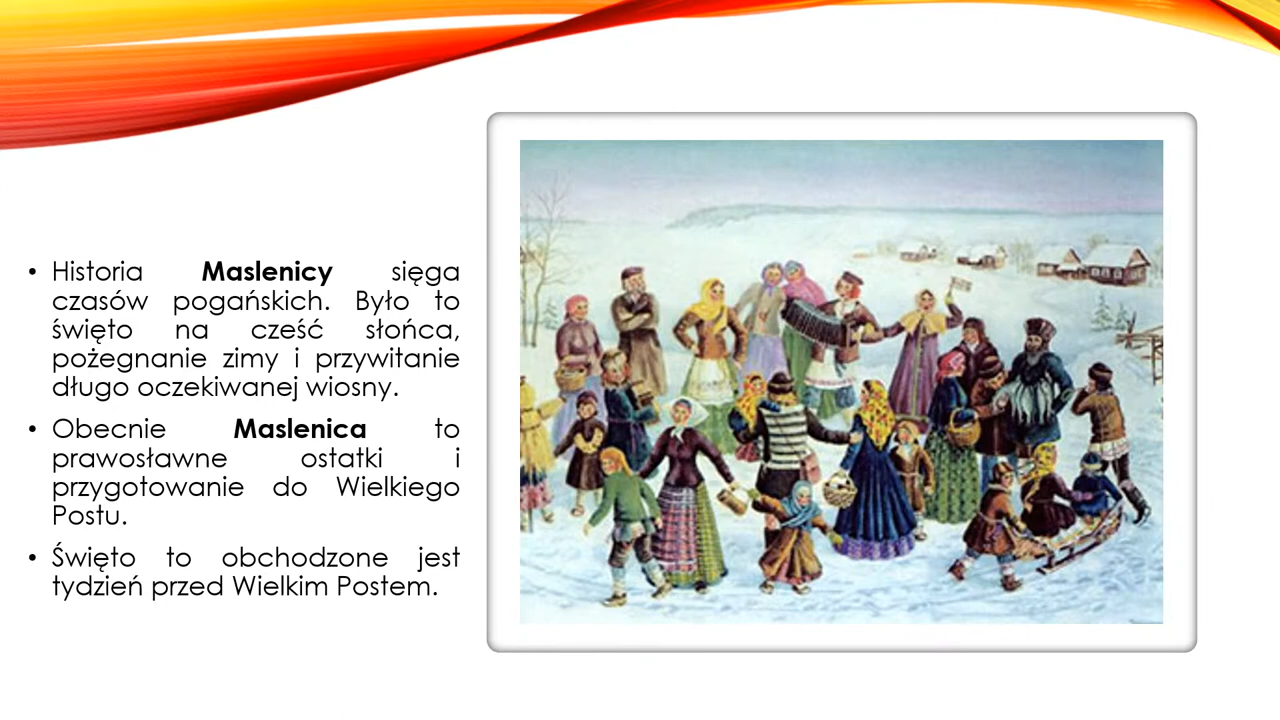 • Historia Maslenicy sięga
czasów pogańskich. Było to
święto na cześć słońca,
pożegnanie zimy i przywitanie
długo oczekiwanej wiosny.
• Obecnie Maslenica to
prawosławne ostatki i
przygotowanie do Wielkiego
Postu.
• Święto to obchodzone jest
tydzień przed Wielkim Postem.